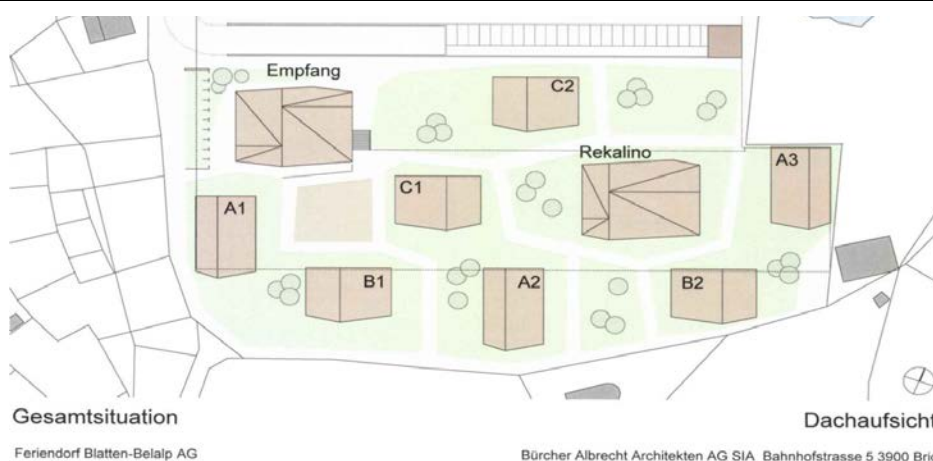 Empfang
C2
Rekalino
A3
C1
A1
B1
A2
B2
Gesamtsituation
Dachaufsicht
Feriendorf Blatten-Belalp AG
Bürcher Albrecht Architekten AG SIA Bahnhofstrasse 5 3900 Brig